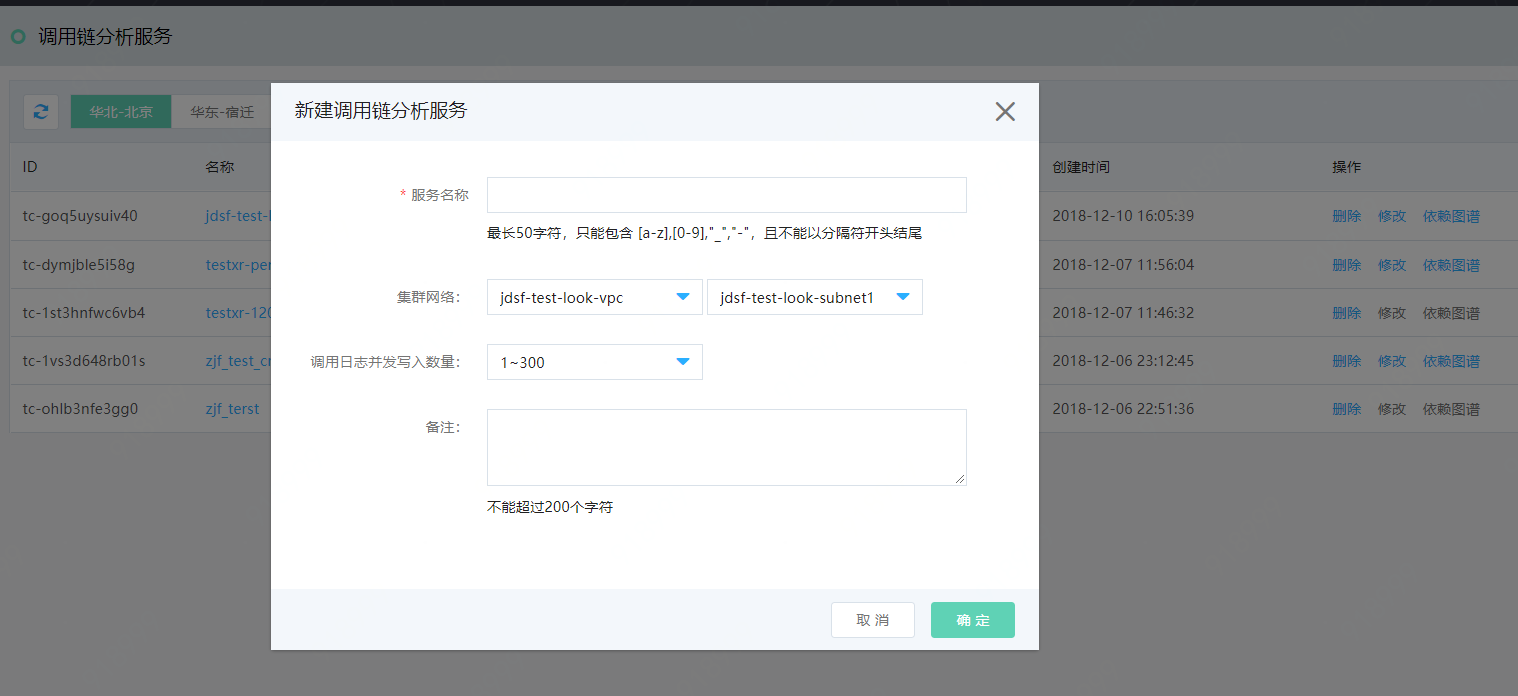 调用链分析服务
华北-北京 华东-宿迁
ID 名称 创建时间 操作
tc-goq5uysuiv40 jdsf-test- 2018-12-10 16:05:39 删除 修改 依赖图谱
tc-dymjble5i58g testxr-per 2018-12-07 11:56:04 删除 修改 依赖图谱
tc-1st3hnfwc6vb4 testxr-120 2018-12-07 11:46:32 删除 修改 依赖图谱
tc-1vs3d648rb01s zjf_test_cr 2018-12-06 23:12:45 删除 修改 依赖图谱
tc-ohlb3nfe3gg0 zjf_terst 2018-12-06 22:51:36 删除 修改 依赖图谱
新建调用链分析服务
* 服务名称
最长50字符，只能包含 [a-z],[0-9],"_","-"，且不能以分隔符开头结尾
集群网络： jdsf-test-look-vpc jdsf-test-look-subnet1
调用日志并发写入数量： 1~300
备注：
不能超过200个字符
取 消 确 定